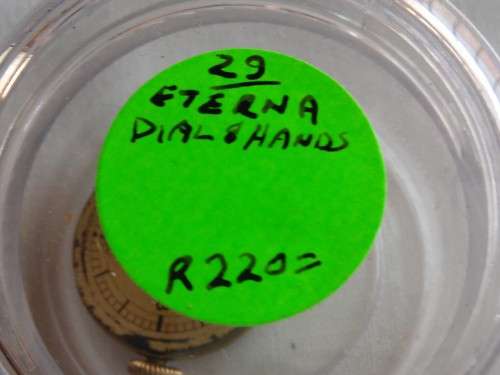 29
ETERNA
DIAL & HANDS
R220=